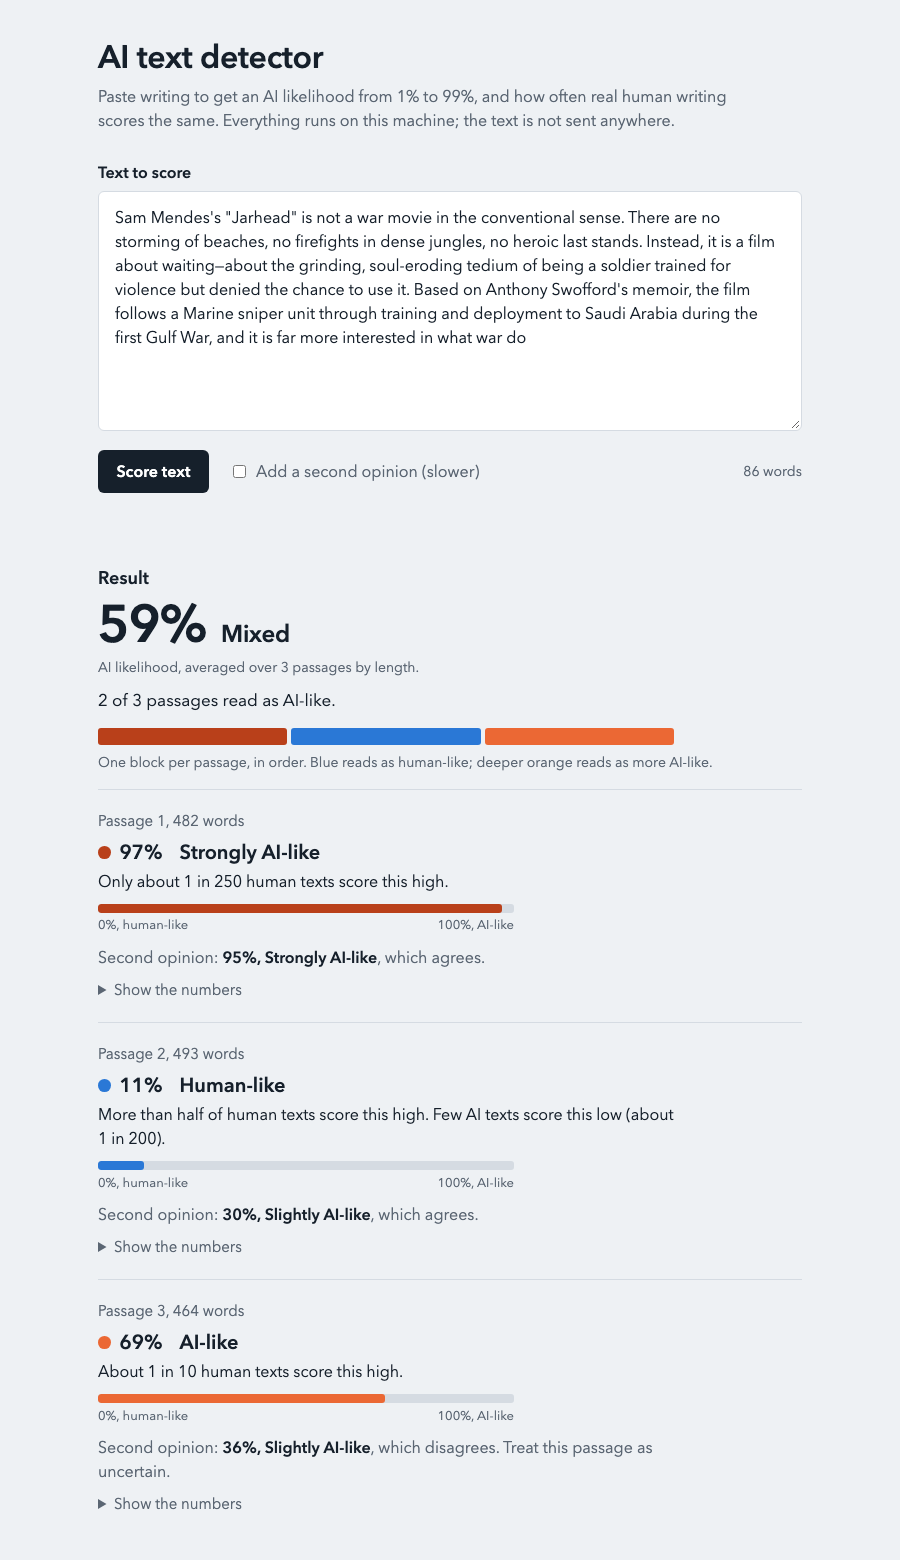 AI text detector
Paste writing to get an AI likelihood from 1% to 99%, and how often real human writing
scores the same. Everything runs on this machine; the text is not sent anywhere.
Text to score
Sam Mendes's "Jarhead" is not a war movie in the conventional sense. There are no
storming of beaches, no firefights in dense jungles, no heroic last stands. Instead, it is a film
about waiting—about the grinding, soul-eroding tedium of being a soldier trained for
violence but denied the chance to use it. Based on Anthony Swofford's memoir, the film
follows a Marine sniper unit through training and deployment to Saudi Arabia during the
first Gulf War, and it is far more interested in what war do
Score text
Add a second opinion (slower)
86 words
Result
59% Mixed
AI likelihood, averaged over 3 passages by length.
2 of 3 passages read as AI-like.
One block per passage, in order. Blue reads as human-like; deeper orange reads as more AI-like.
Passage 1, 482 words
97% Strongly AI-like
Only about 1 in 250 human texts score this high.
0%, human-like 100%, AI-like
Second opinion: 95%, Strongly AI-like, which agrees.
Show the numbers
Passage 2, 493 words
11% Human-like
More than half of human texts score this high. Few AI texts score this low (about
1 in 200).
0%, human-like 100%, AI-like
Second opinion: 30%, Slightly AI-like, which agrees.
Show the numbers
Passage 3, 464 words
69% AI-like
About 1 in 10 human texts score this high.
0%, human-like 100%, AI-like
Second opinion: 36%, Slightly AI-like, which disagrees. Treat this passage as
uncertain.
Show the numbers